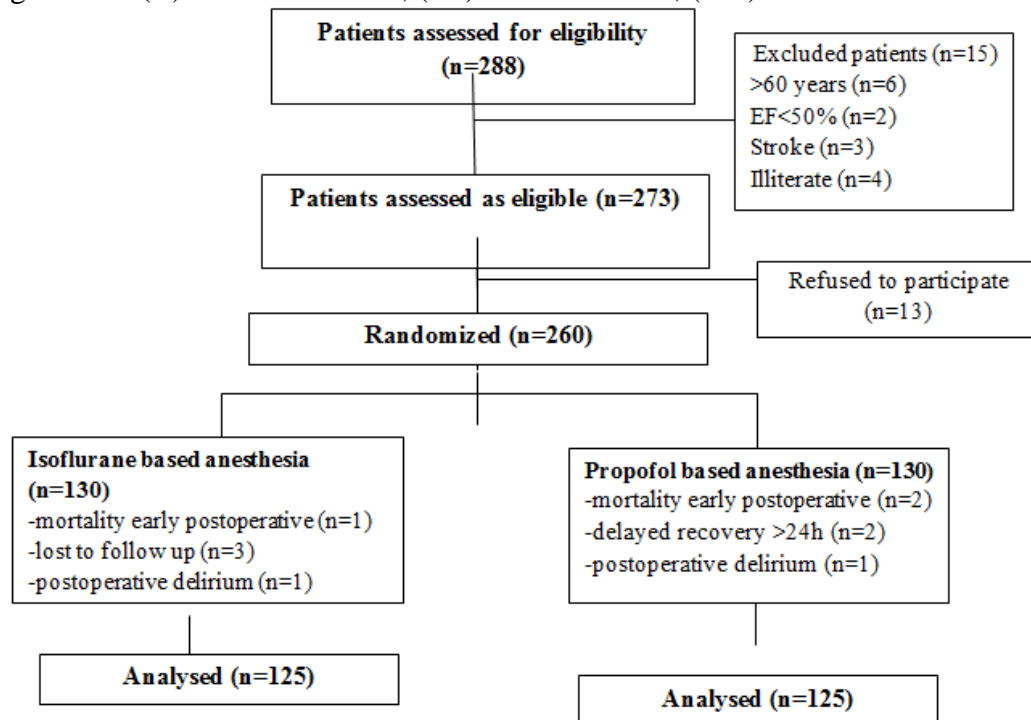 Patients assessed for eligibility
(n=288)
Excluded patients (n=15)
>60 years (n=6)
EF<50% (n=2)
Stroke (n=3)
Illiterate (n=4)
Patients assessed as eligible (n=273)
Refused to participate
(n=13)
Randomized (n=260)
Isoflurane based anesthesia
(n=130)
-mortality early postoperative (n=1)
-lost to follow up (n=3)
-postoperative delirium (n=1)
Propofol based anesthesia (n=130)
-mortality early postoperative (n=2)
-delayed recovery >24h (n=2)
-postoperative delirium (n=1)
Analysed (n=125)
Analysed (n=125)